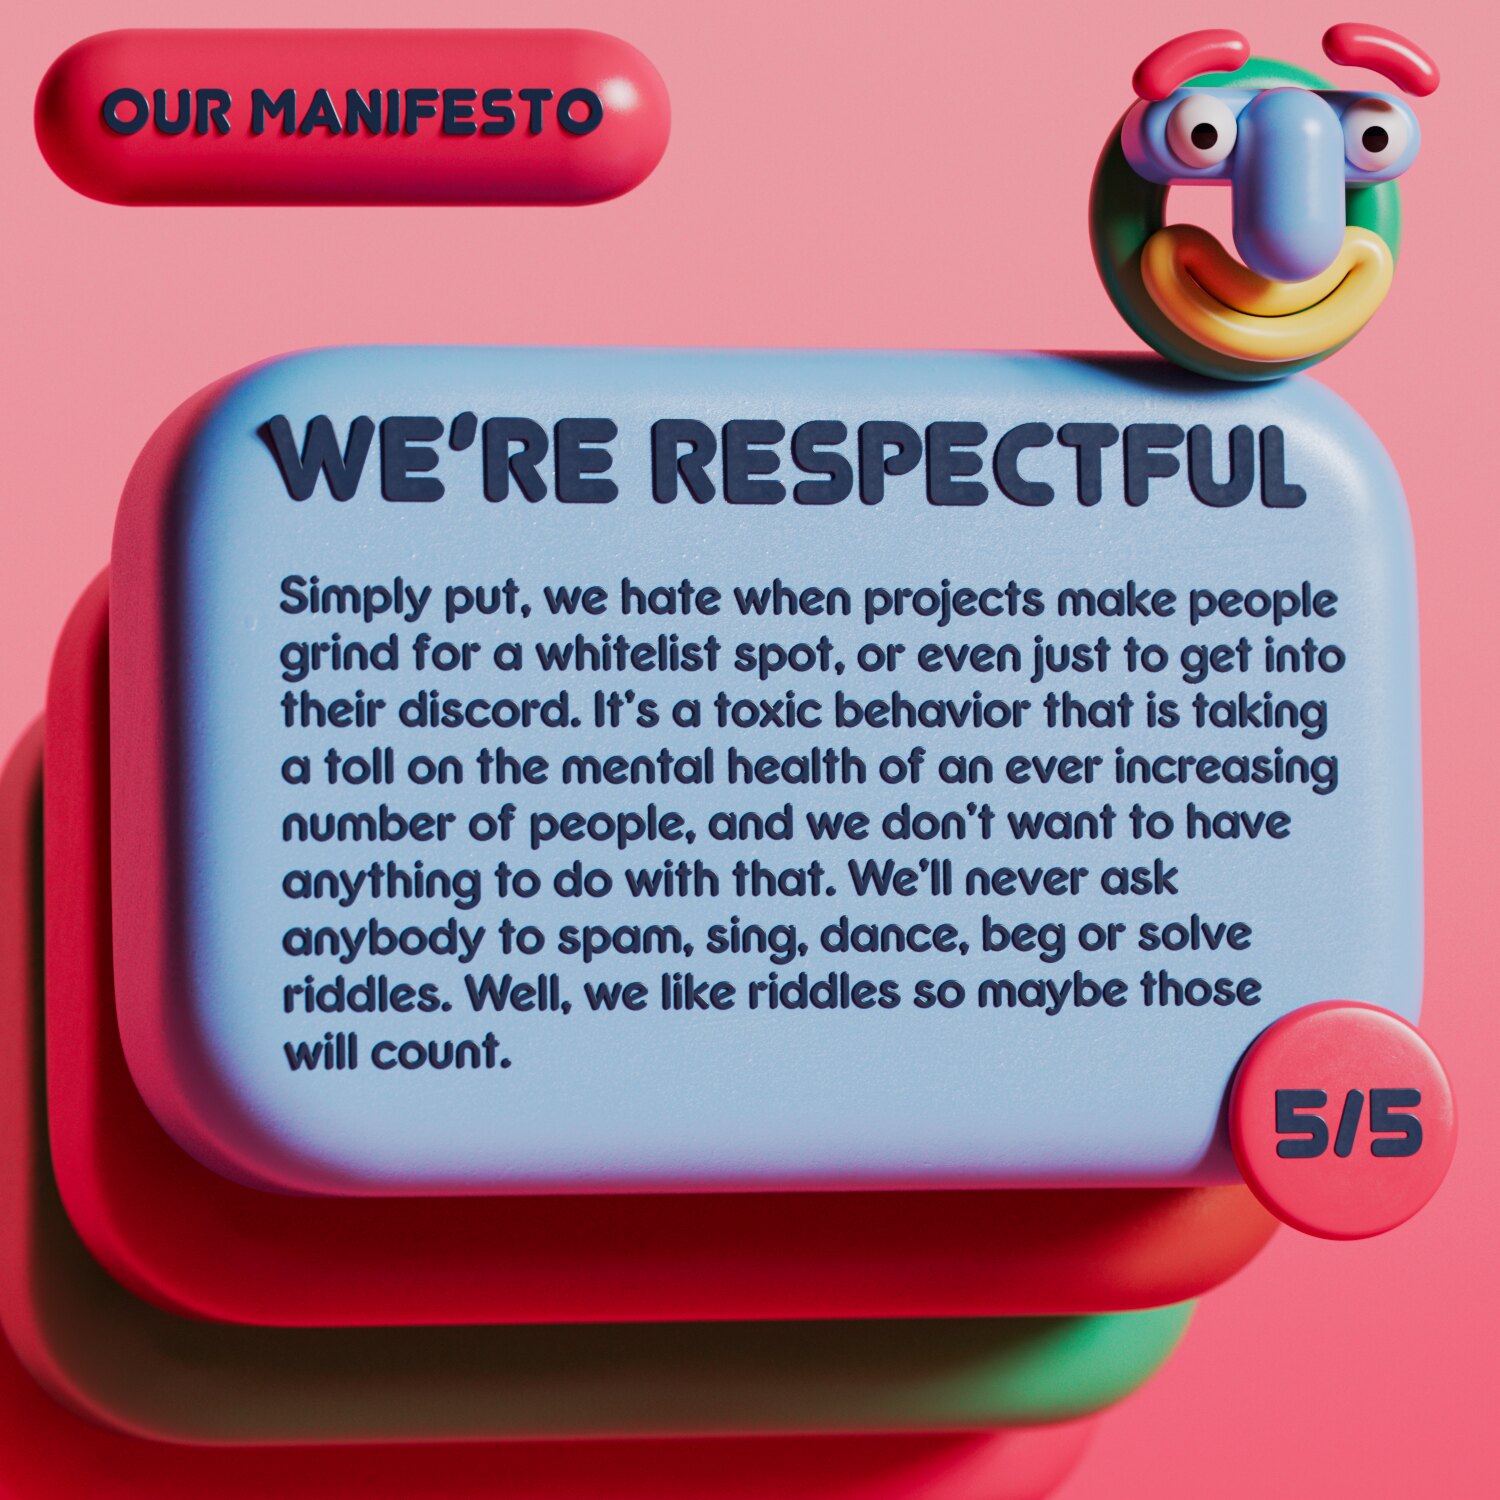 OUR MANIFESTO
WE'RE RESPECTFUL
Simply put, we hate when projects make people
grind for a whitelist spot, or even just to get into
their discord. It's a toxic behavior that is taking
a toll on the mental health of an ever increasing
number of people, and we don't want to have
anything to do with that. We'll never ask
anybody to spam, sing, dance, beg or solve
riddles. Well, we like riddles so maybe those
will count.
5/5